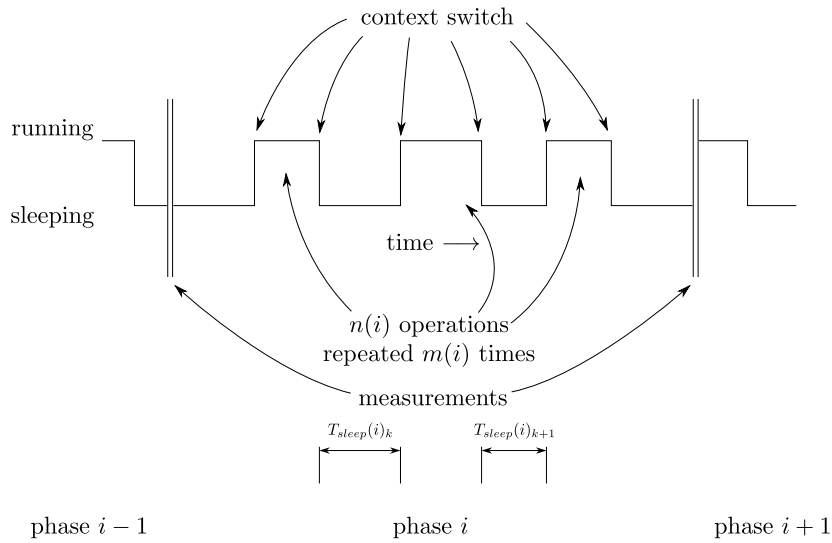 context switch
running
sleeping
time →
n(i) operations
repeated m(i) times
measurements
T_{sleep}(i)_k
T_{sleep}(i)_{k+1}
phase i − 1
phase i
phase i + 1